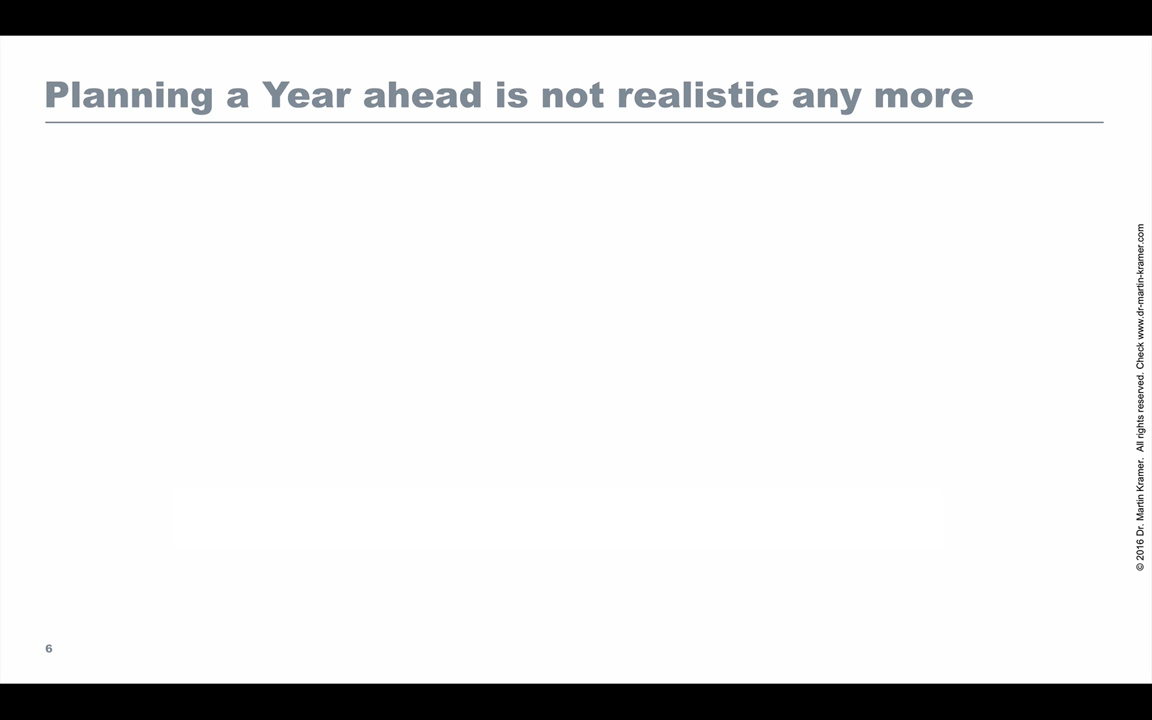 Planning a Year ahead is not realistic any more
© 2016 Dr. Martin Kramer. All rights reserved. Check www.dr-martin-kramer.com
6